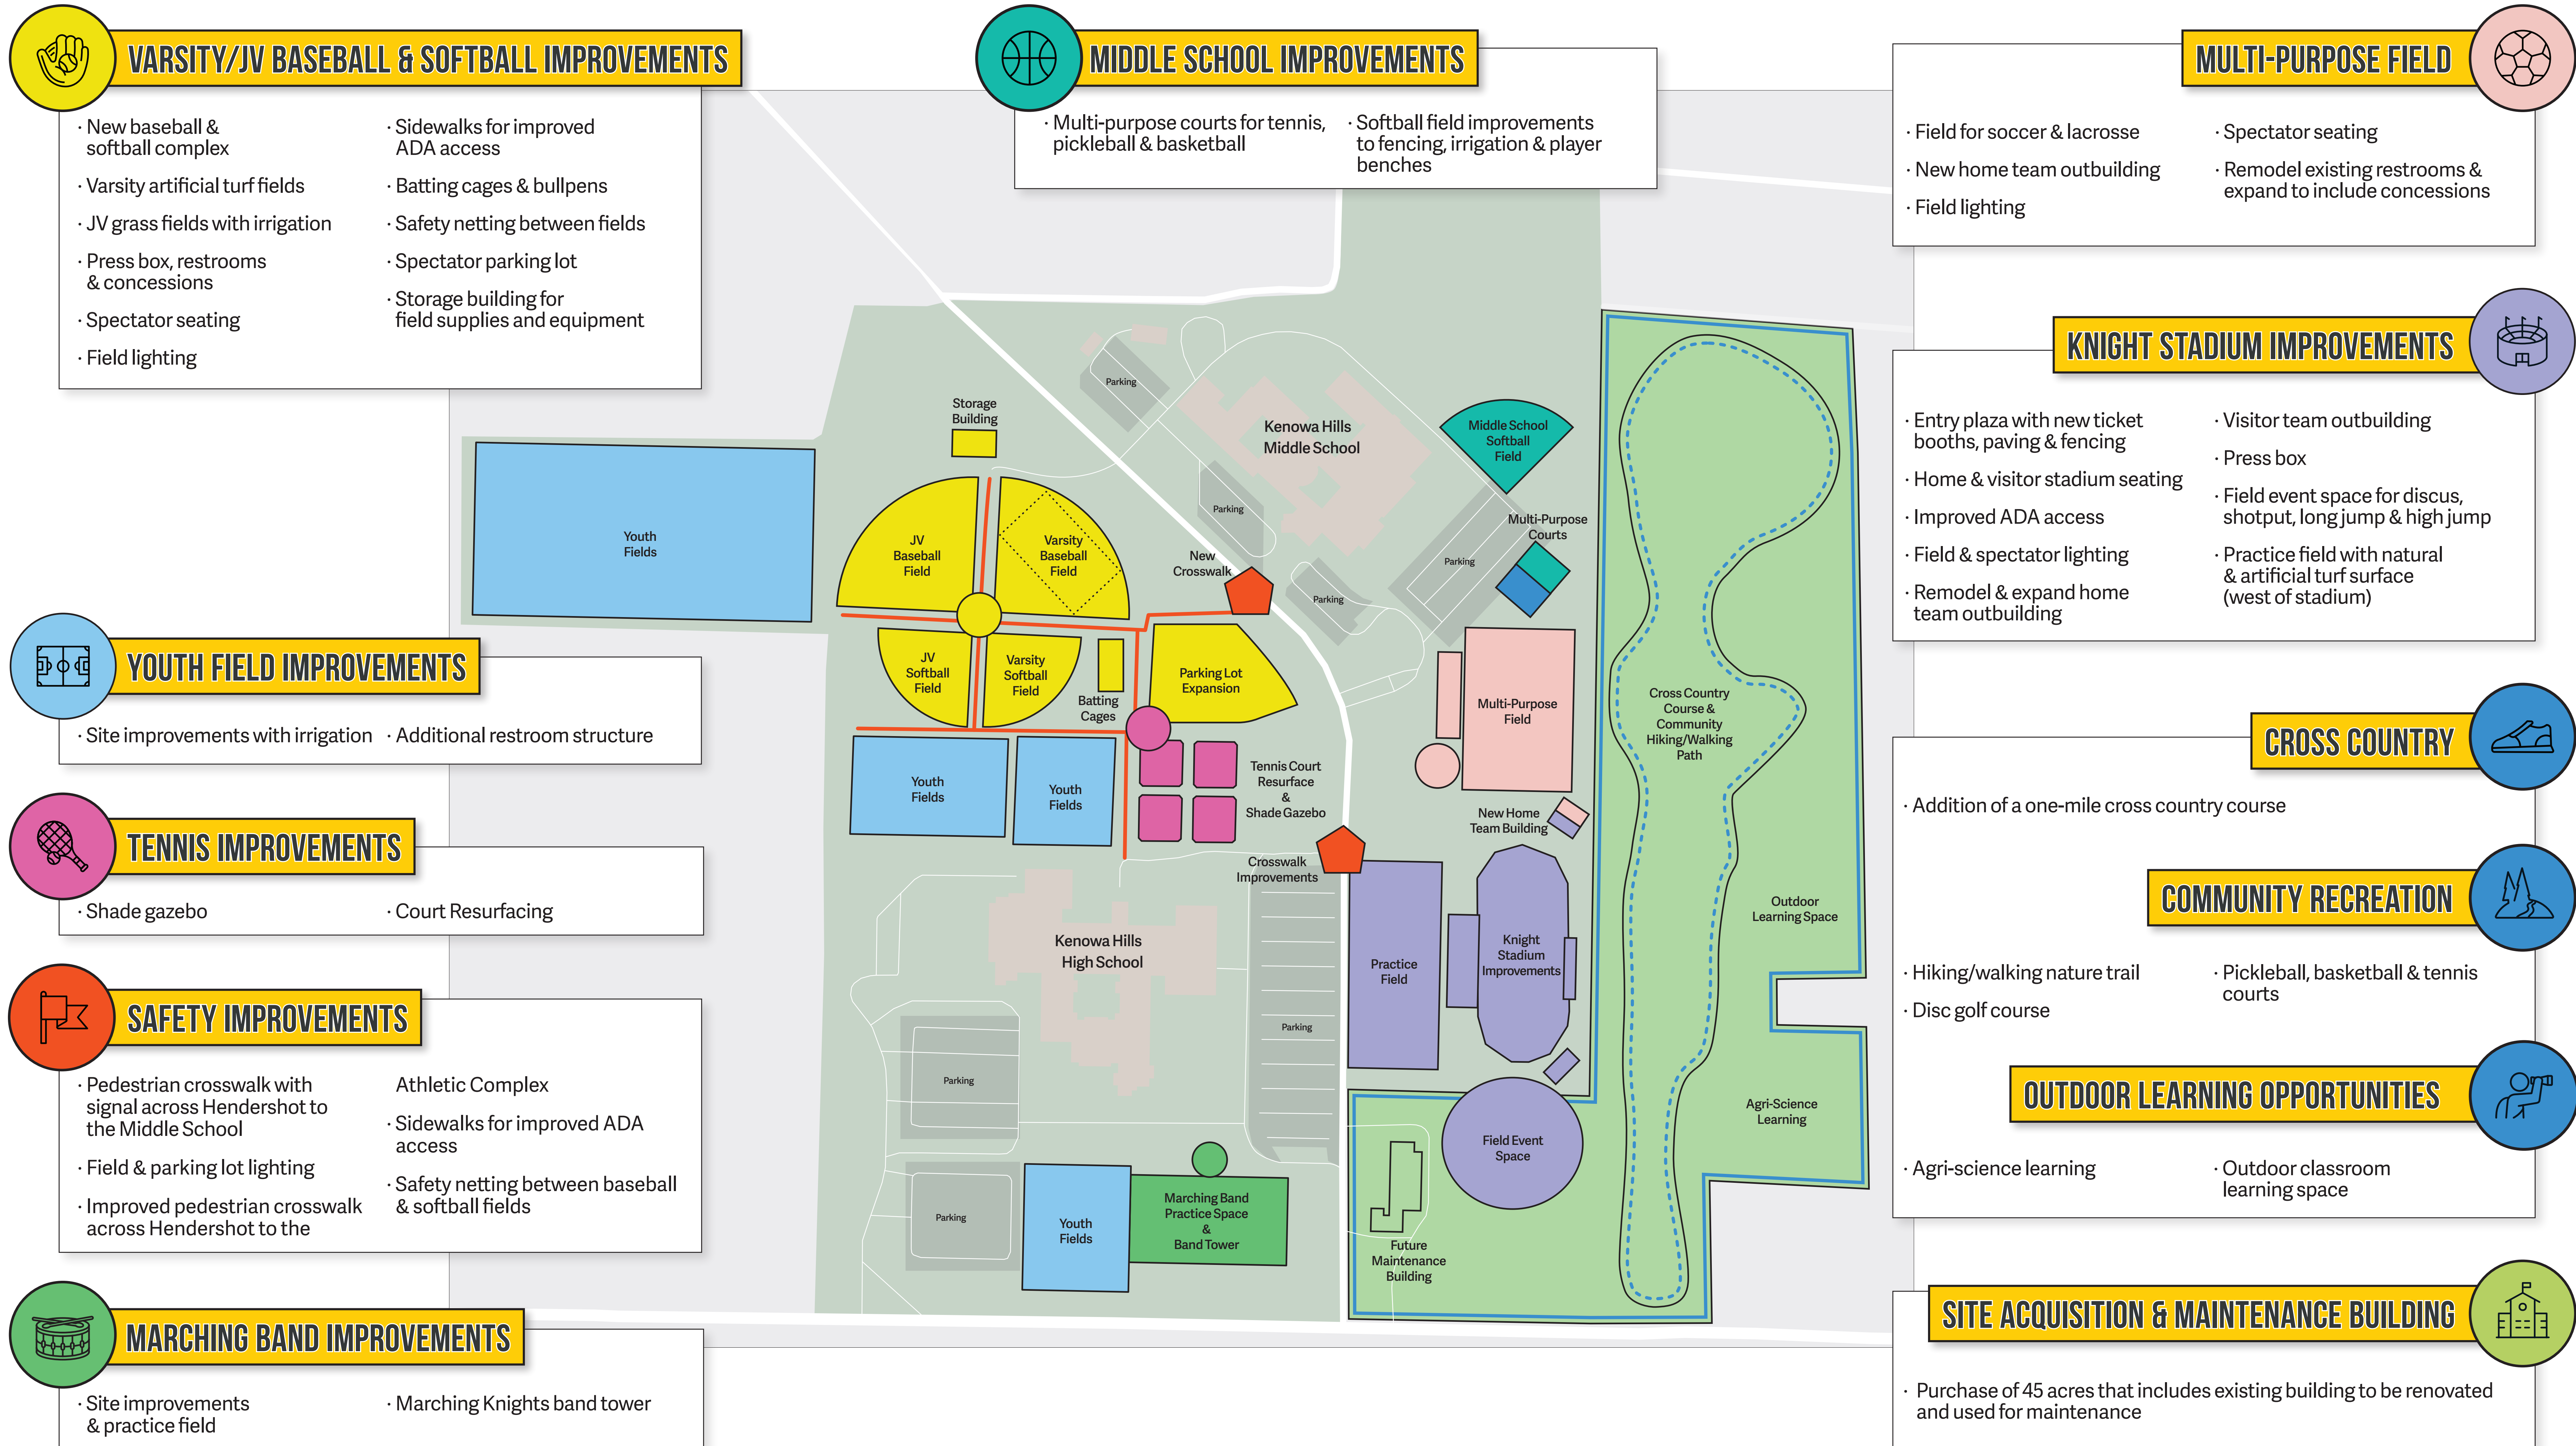 VARSITY/JV BASEBALL & SOFTBALL IMPROVEMENTS
· New baseball &
softball complex
· Varsity artificial turf fields
· JV grass fields with irrigation
· Press box, restrooms
& concessions
· Spectator seating
· Field lighting
· Sidewalks for improved
ADA access
· Batting cages & bullpens
· Safety netting between fields
· Spectator parking lot
· Storage building for
field supplies and equipment
MIDDLE SCHOOL IMPROVEMENTS
· Multi-purpose courts for tennis,
pickleball & basketball
· Softball field improvements
to fencing, irrigation & player
benches
MULTI-PURPOSE FIELD
· Field for soccer & lacrosse
· New home team outbuilding
· Field lighting
· Spectator seating
· Remodel existing restrooms &
expand to include concessions
KNIGHT STADIUM IMPROVEMENTS
· Entry plaza with new ticket
booths, paving & fencing
· Home & visitor stadium seating
· Improved ADA access
· Field & spectator lighting
· Remodel & expand home
team outbuilding
· Visitor team outbuilding
· Press box
· Field event space for discus,
shotput, long jump & high jump
· Practice field with natural
& artificial turf surface
(west of stadium)
YOUTH FIELD IMPROVEMENTS
· Site improvements with irrigation
· Additional restroom structure
TENNIS IMPROVEMENTS
· Shade gazebo
· Court Resurfacing
SAFETY IMPROVEMENTS
· Pedestrian crosswalk with
signal across Hendershot to
the Middle School
· Field & parking lot lighting
· Improved pedestrian crosswalk
across Hendershot to the
Athletic Complex
· Sidewalks for improved ADA
access
· Safety netting between baseball
& softball fields
MARCHING BAND IMPROVEMENTS
· Site improvements
& practice field
· Marching Knights band tower
CROSS COUNTRY
· Addition of a one-mile cross country course
COMMUNITY RECREATION
· Hiking/walking nature trail
· Disc golf course
· Pickleball, basketball & tennis
courts
OUTDOOR LEARNING OPPORTUNITIES
· Agri-science learning
· Outdoor classroom
learning space
SITE ACQUISITION & MAINTENANCE BUILDING
· Purchase of 45 acres that includes existing building to be renovated
and used for maintenance
Parking
Storage
Building
Kenowa Hills
Middle School
Middle School
Softball
Field
Youth
Fields
JV
Baseball
Field
Varsity
Baseball
Field
Parking
New
Crosswalk
Multi-Purpose
Courts
Parking
Parking
JV
Softball
Field
Varsity
Softball
Field
Batting
Cages
Parking Lot
Expansion
Multi-Purpose
Field
Cross Country
Course &
Community
Hiking/Walking
Path
Youth
Fields
Youth
Fields
Tennis Court
Resurface
&
Shade Gazebo
New Home
Team Building
Crosswalk
Improvements
Outdoor
Learning Space
Kenowa Hills
High School
Practice
Field
Knight
Stadium
Improvements
Parking
Parking
Agri-Science
Learning
Field Event
Space
Parking
Youth
Fields
Marching Band
Practice Space
&
Band Tower
Future
Maintenance
Building